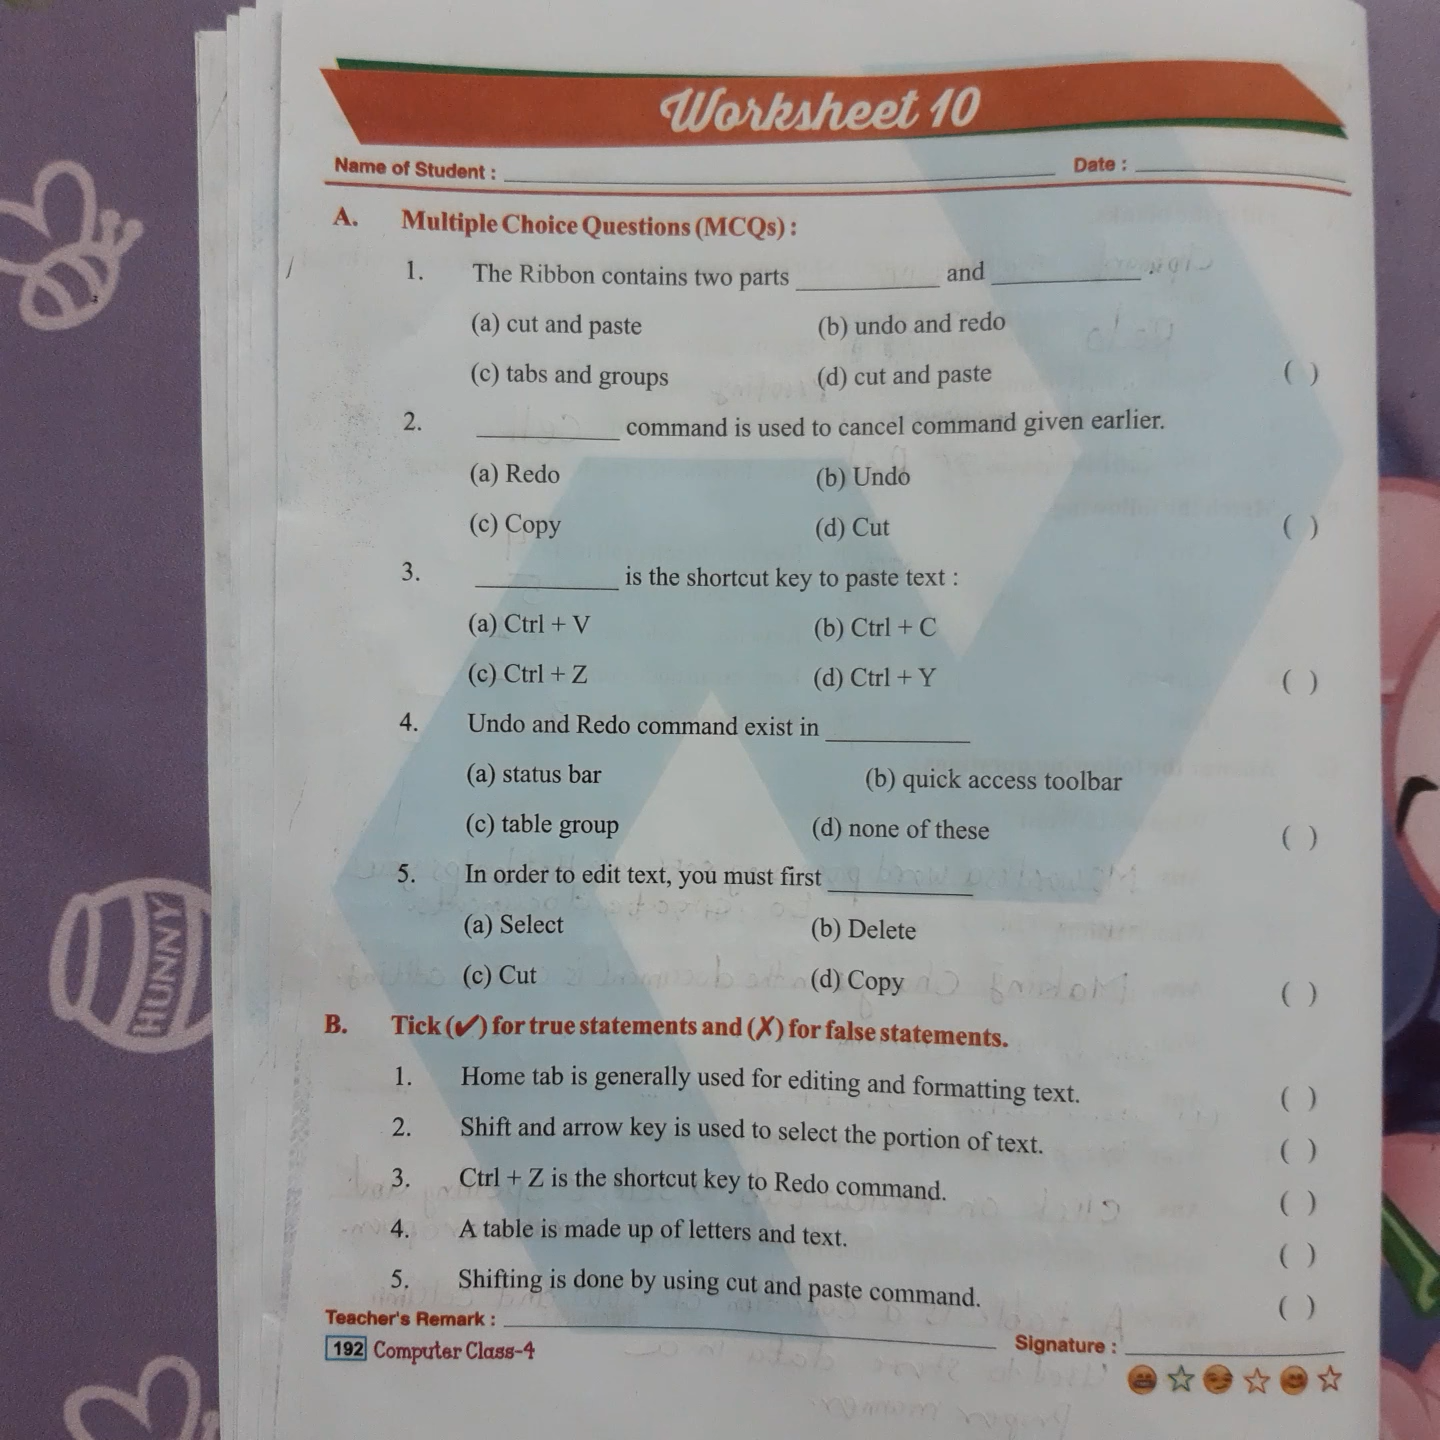 Worksheet 10
Name of Student : ____________ Date : ____________
A. Multiple Choice Questions (MCQs) :
1. The Ribbon contains two parts ____________ and ____________ .
(a) cut and paste (b) undo and redo
(c) tabs and groups (d) cut and paste ( )
2. ____________ command is used to cancel command given earlier.
(a) Redo (b) Undo
(c) Copy (d) Cut ( )
3. ____________ is the shortcut key to paste text :
(a) Ctrl + V (b) Ctrl + C
(c) Ctrl + Z (d) Ctrl + Y ( )
4. Undo and Redo command exist in ____________
(a) status bar (b) quick access toolbar
(c) table group (d) none of these ( )
5. In order to edit text, you must first ____________
(a) Select (b) Delete
(c) Cut (d) Copy ( )
B. Tick (✔) for true statements and (✗) for false statements.
1. Home tab is generally used for editing and formatting text. ( )
2. Shift and arrow key is used to select the portion of text. ( )
3. Ctrl + Z is the shortcut key to Redo command. ( )
4. A table is made up of letters and text. ( )
5. Shifting is done by using cut and paste command. ( )
Teacher's Remark : ____________ Signature : ____________
192 Computer Class-4
HUNNY